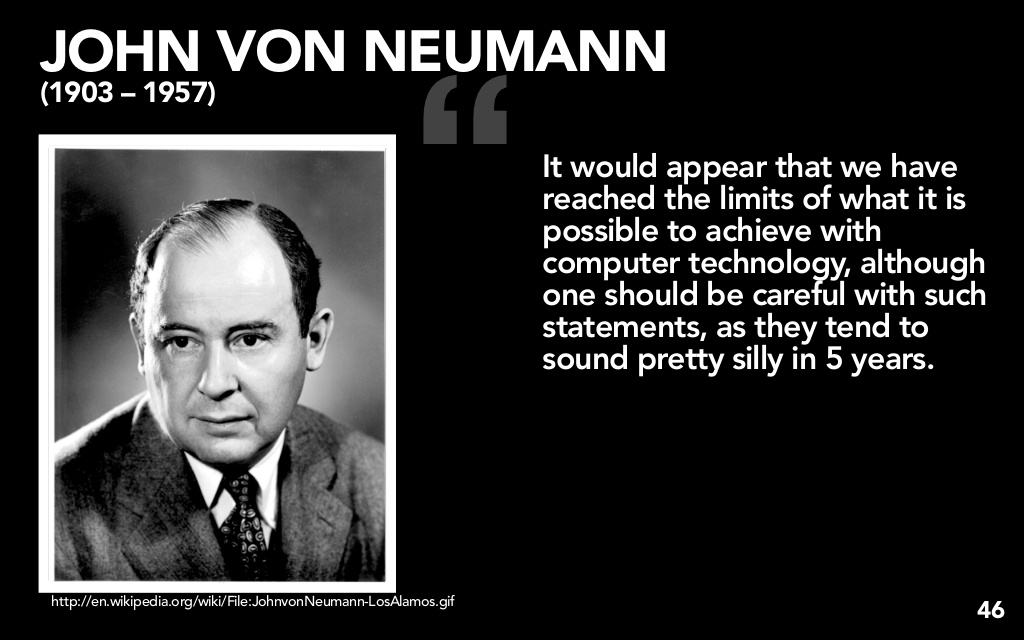 JOHN VON NEUMANN
(1903 – 1957)
“
It would appear that we have
reached the limits of what it is
possible to achieve with
computer technology, although
one should be careful with such
statements, as they tend to
sound pretty silly in 5 years.
http://en.wikipedia.org/wiki/File:JohnvonNeumann-LosAlamos.gif
46